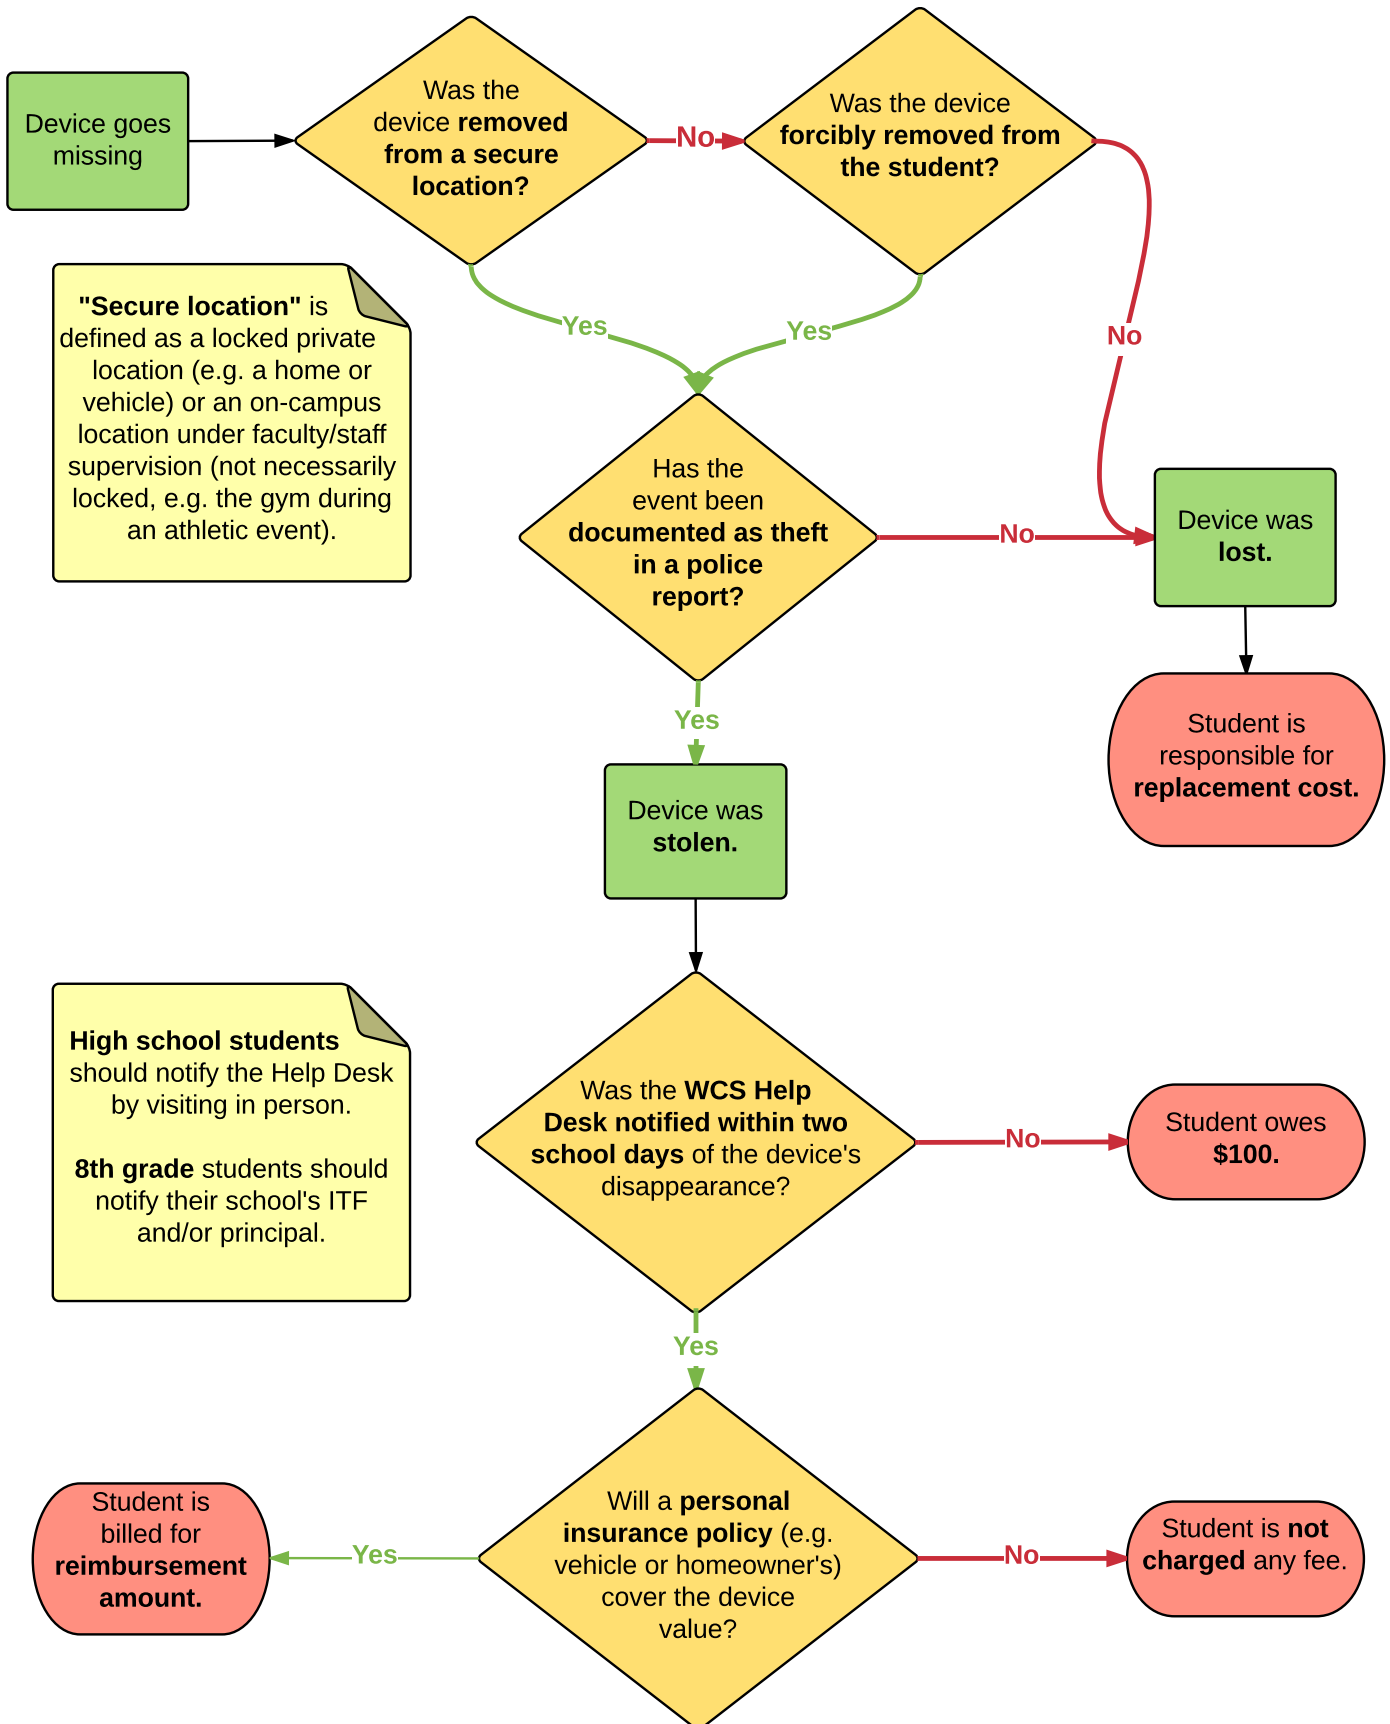 Device goes
missing
Was the
device removed
from a secure
location?
No
Was the device
forcibly removed from
the student?
"Secure location" is
defined as a locked private
location (e.g. a home or
vehicle) or an on-campus
location under faculty/staff
supervision (not necessarily
locked, e.g. the gym during
an athletic event).
Yes
Yes
No
Has the
event been
documented as theft
in a police
report?
No
Device was
lost.
Student is
responsible for
replacement cost.
Yes
Device was
stolen.
High school students
should notify the Help Desk
by visiting in person.
8th grade students should
notify their school's ITF
and/or principal.
Was the WCS Help
Desk notified within two
school days of the device's
disappearance?
No
Student owes
$100.
Yes
Will a personal
insurance policy (e.g.
vehicle or homeowner's)
cover the device
value?
Yes
Student is
billed for
reimbursement
amount.
No
Student is not
charged any fee.